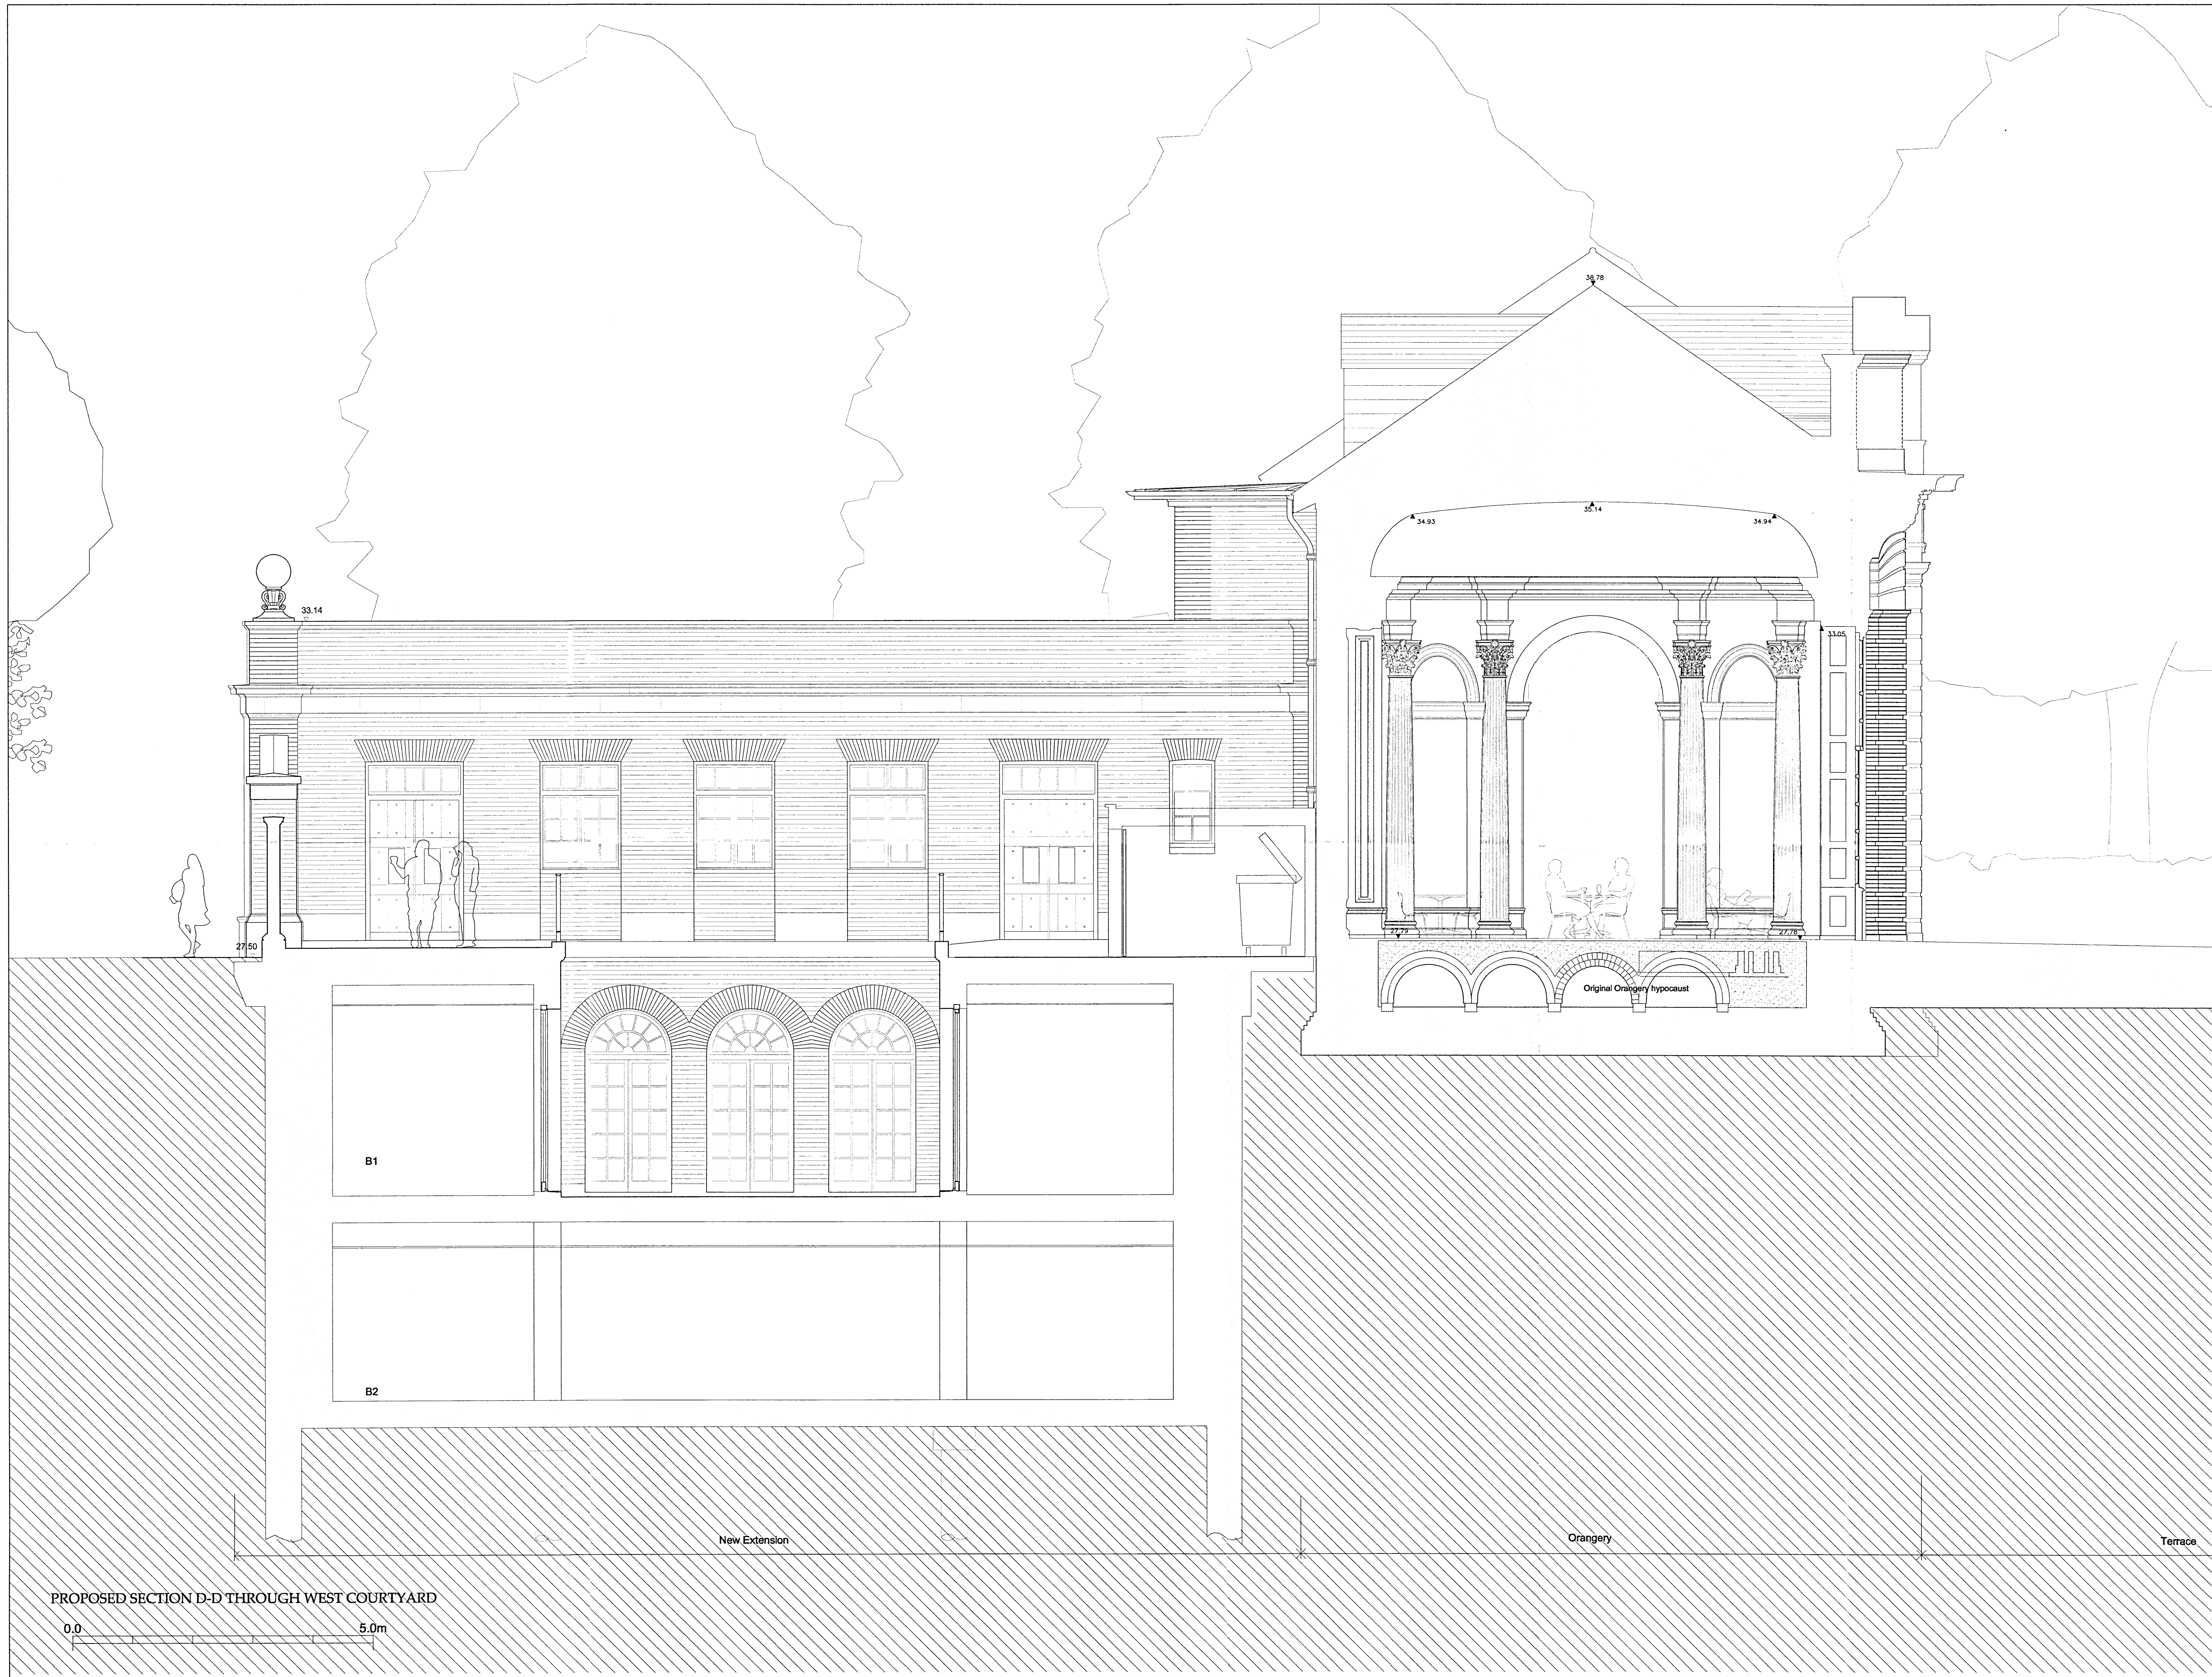 38.78
34.93
35.14
34.94
33.14
33.05
27.50
27.79
27.78
Original Orangery hypocaust
B1
B2
New Extension
Orangery
Terrace
PROPOSED SECTION D-D THROUGH WEST COURTYARD
0.0
5.0m